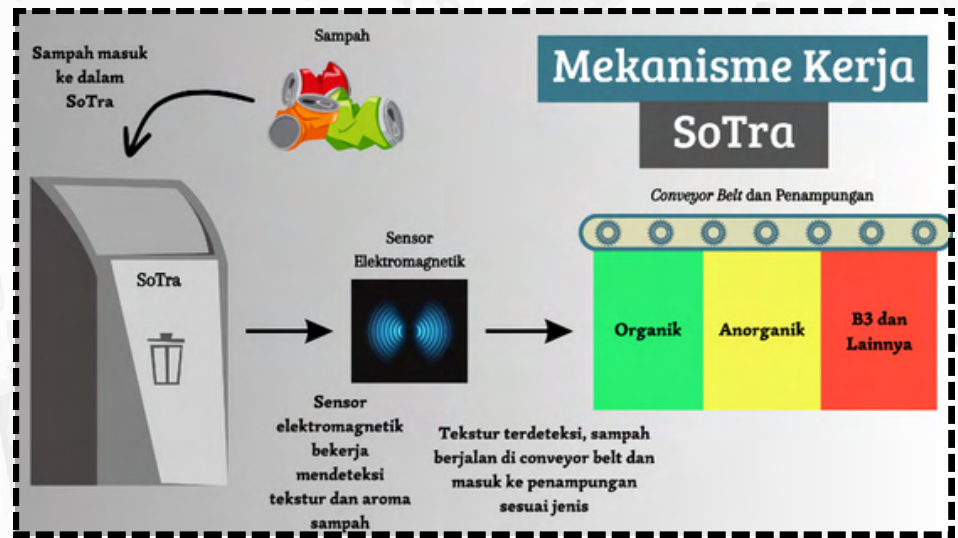 Mekanisme Kerja
SoTra
Sampah masuk
ke dalam
SoTra
Sampah
SoTra
Sensor
Elektromagnetik
Sensor
elektromagnetik
bekerja
mendeteksi
tekstur dan aroma
sampah
Conveyor Belt dan Penampungan
Organik
Anorganik
B3 dan
Lainnya
Tekstur terdeteksi, sampah
berjalan di conveyor belt dan
masuk ke penampungan
sesuai jenis